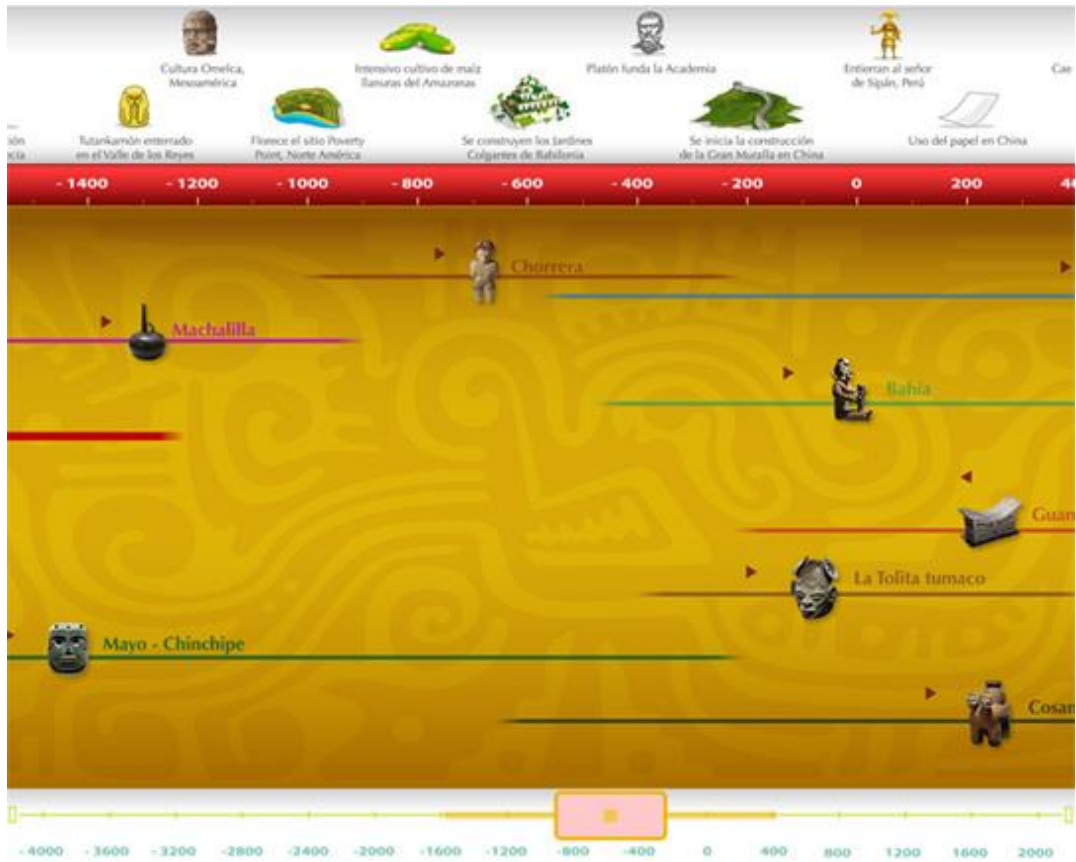 Cultura Omelca,
Mesoamérica
Intensivo cultivo de maíz
llanuras del Amazonas
Platón funda la Academia
Entierran al señor
de Sipán, Perú
Cae
ión
cia
Tutankamón enterrado
en el Valle de los Reyes
Florece el sitio Poverty
Point, Norte América
Se construyen los Jardines
Colgantes de Babilonia
Se inicia la construcción
de la Gran Muralla en China
Uso del papel en China
- 1400 - 1200 - 1000 - 800 - 600 - 400 - 200 0 200 40
Chorrera
Machalilla
Bahía
Guan
La Tolita tumaco
Mayo - Chinchipe
Cosan
- 4000 - 3600 - 3200 -2800 -2400 -2000 -1600 -1200 -800 -400 0 400 800 1200 1600 2000